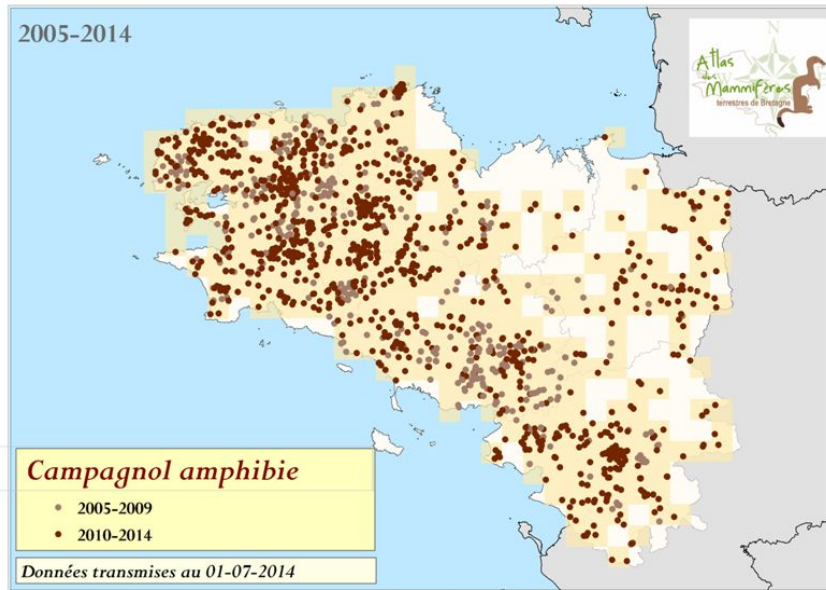 2005-2014
Atlas
des
Mammifères
terrestres de Bretagne
Campagnol amphibie
2005-2009
2010-2014
Données transmises au 01-07-2014